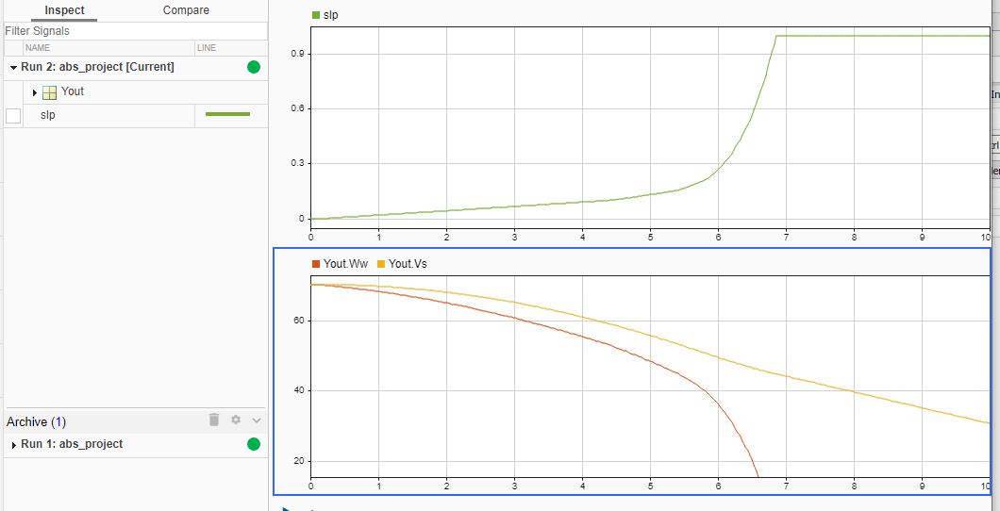 Inspect
Compare
Filter Signals
NAME
LINE
Run 2: abs_project [Current]
Yout
slp
Archive (1)
Run 1: abs_project
slp
0.9
0.6
0.3
0
0 1 2 3 4 5 6 7 8 9 10
Yout.Ww Yout.Vs
60
40
20
0 1 2 3 4 5 6 7 8 9 10